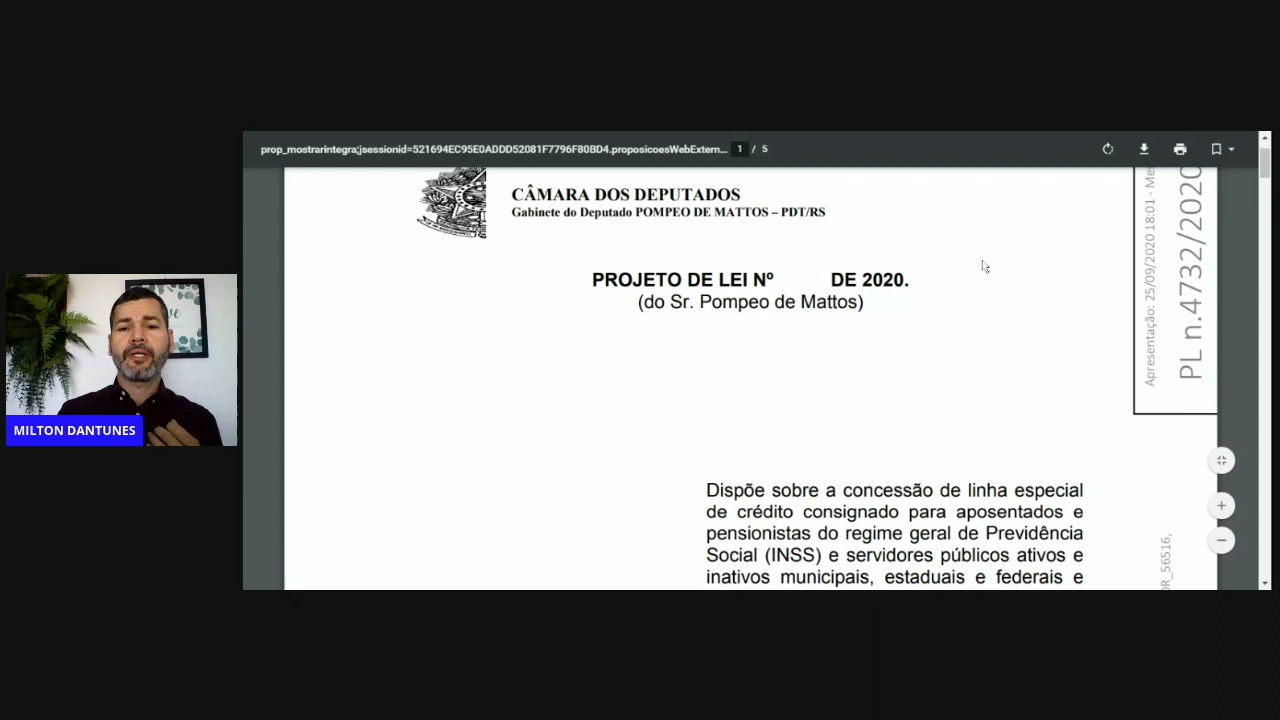 prop_mostrarintegra;jsessionid=521694EC95E0ADDD52081F7796F80BD4.proposicoesWebExtern... 1 / 5
CÂMARA DOS DEPUTADOS
Gabinete do Deputado POMPEO DE MATTOS – PDT/RS
PROJETO DE LEI Nº DE 2020.
(do Sr. Pompeo de Mattos)
Dispõe sobre a concessão de linha especial
de crédito consignado para aposentados e
pensionistas do regime geral de Previdência
Social (INSS) e servidores públicos ativos e
inativos municipais, estaduais e federais e
Apresentação: 25/09/2020 18:01 - Mes
PL n.4732/2020
OR_56516,
MILTON DANTUNES